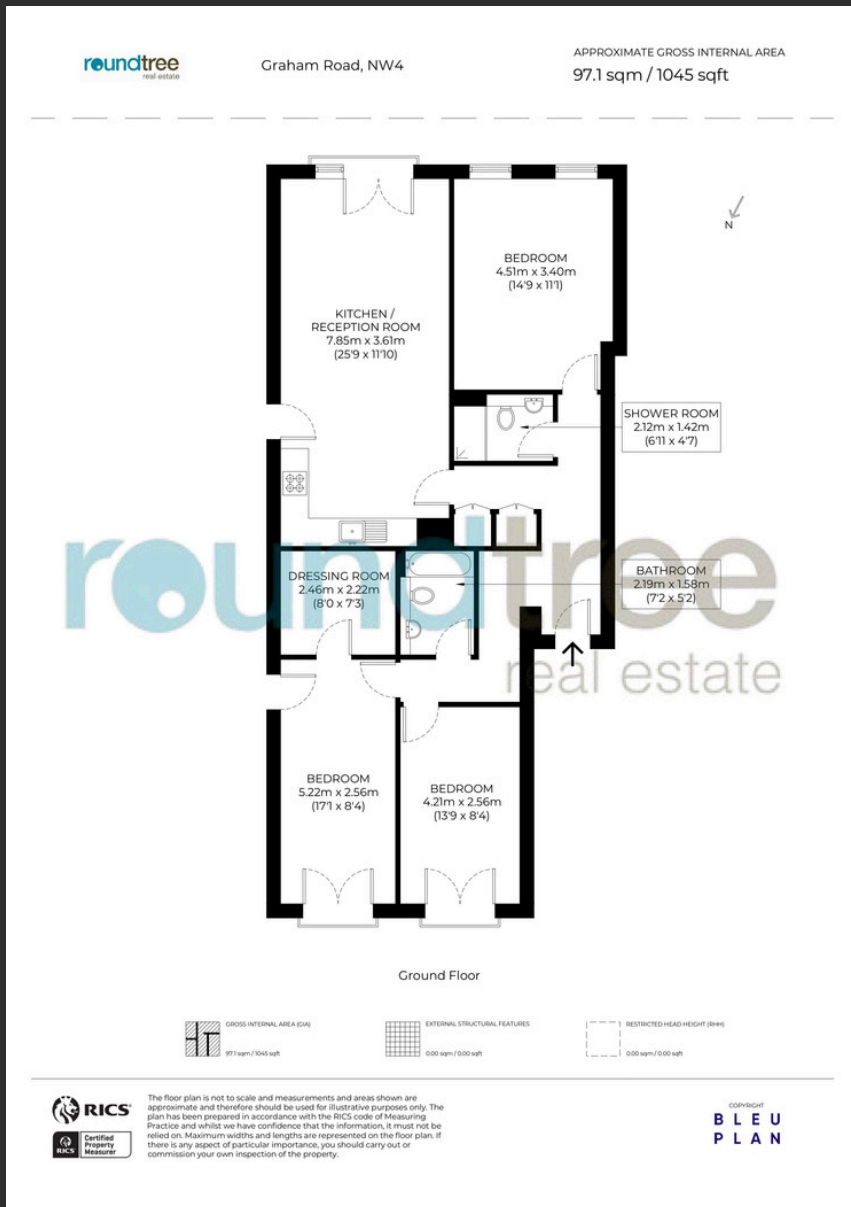 roundtree
real estate
Graham Road, NW4
APPROXIMATE GROSS INTERNAL AREA
97.1 sqm / 1045 sqft
N
BEDROOM
4.51m x 3.40m
(14'9 x 11'1)
KITCHEN /
RECEPTION ROOM
7.85m x 3.61m
(25'9 x 11'10)
SHOWER ROOM
2.12m x 1.42m
(6'11 x 4'7)
roundtree
real estate
DRESSING ROOM
2.46m x 2.22m
(8'0 x 7'3)
BATHROOM
2.19m x 1.58m
(7'2 x 5'2)
BEDROOM
5.22m x 2.56m
(17'1 x 8'4)
BEDROOM
4.21m x 2.56m
(13'9 x 8'4)
Ground Floor
GROSS INTERNAL AREA (GIA)
97.1 sqm / 1045 sqft
EXTERNAL STRUCTURAL FEATURES
0.00 sqm / 0.00 sqft
RESTRICTED HEAD HEIGHT (RHH)
0.00 sqm / 0.00 sqft
RICS
RICS
Certified
Property
Measurer
The floor plan is not to scale and measurements and areas shown are
approximate and therefore should be used for illustrative purposes only. The
plan has been prepared in accordance with the RICS code of Measuring
Practice and whilst we have confidence that the information, it must not be
relied on. Maximum widths and lengths are represented on the floor plan. If
there is any aspect of particular importance, you should carry out or
commission your own inspection of the property.
COPYRIGHT
BLEU
PLAN